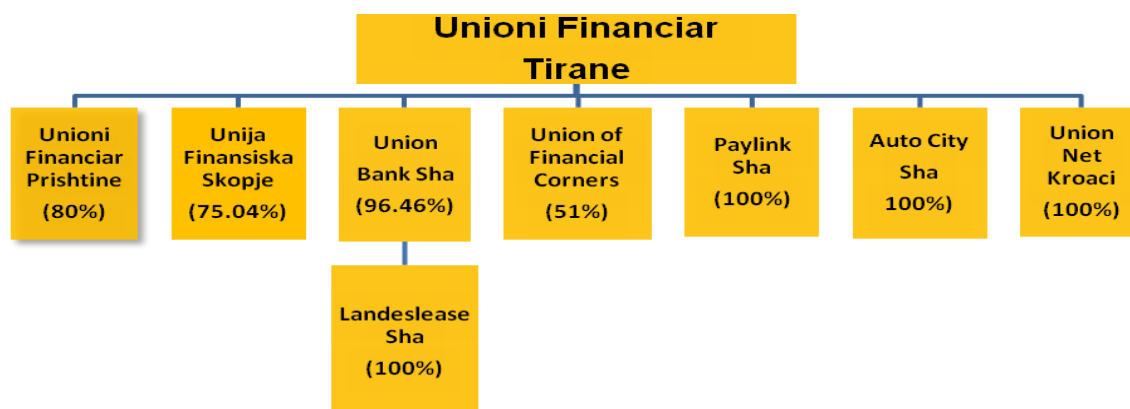 Unioni Financiar
Tirane
Unioni
Financiar
Prishtine
(80%)
Unija
Finansiska
Skopje
(75.04%)
Union
Bank Sha
(96.46%)
Union of
Financial
Corners
(51%)
Paylink
Sha
(100%)
Auto City
Sha
100%)
Union
Net
Kroaci
(100%)
Landeslease
Sha
(100%)